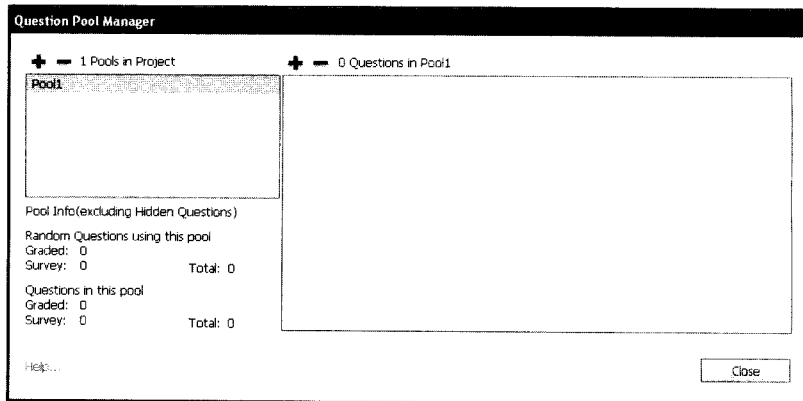 Question Pool Manager
1 Pools in Project
0 Questions in Pool1
Pool1
Pool Info(excluding Hidden Questions)
Random Questions using this pool
Graded: 0
Survey: 0 Total: 0
Questions in this pool
Graded: 0
Survey: 0 Total: 0
Help...
Close